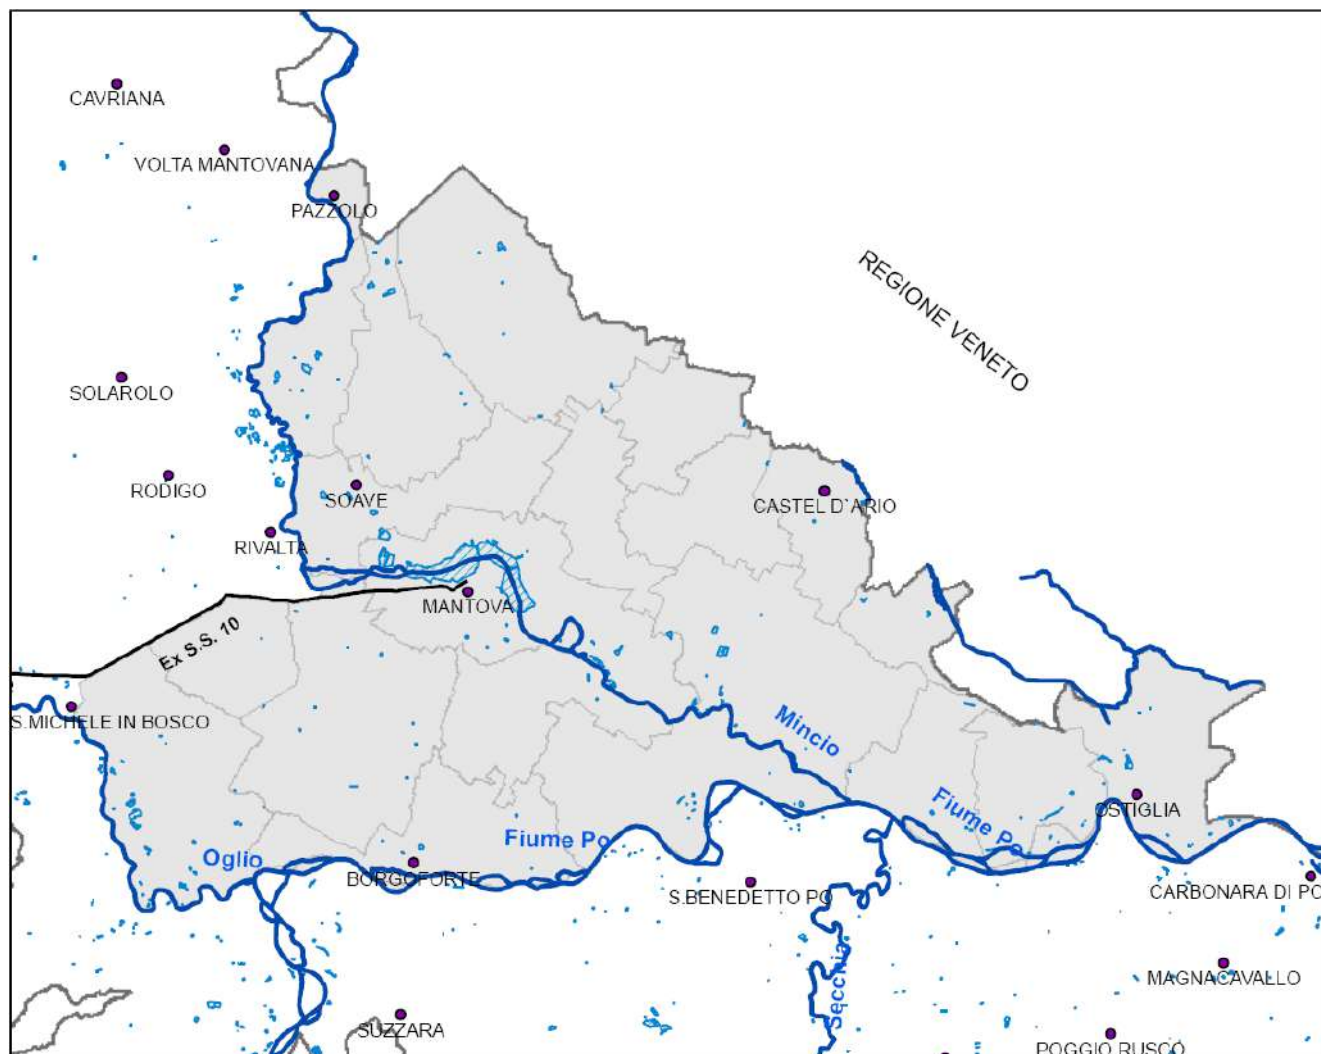 CAVRIANA
VOLTA MANTOVANA
PAZZOLO
REGIONE VENETO
SOLAROLO
RODIGO
SOAVE
CASTEL D`ARIO
RIVALTA
MANTOVA
Ex S.S. 10
S.MICHELE IN BOSCO
Mincio
Fiume Po
OSTIGLIA
Fiume Po
Oglio
BORGOFORTE
S.BENEDETTO PO
CARBONARA DI PO
Secchia
MAGNACAVALLO
SUZZARA
POGGIO RUSCO